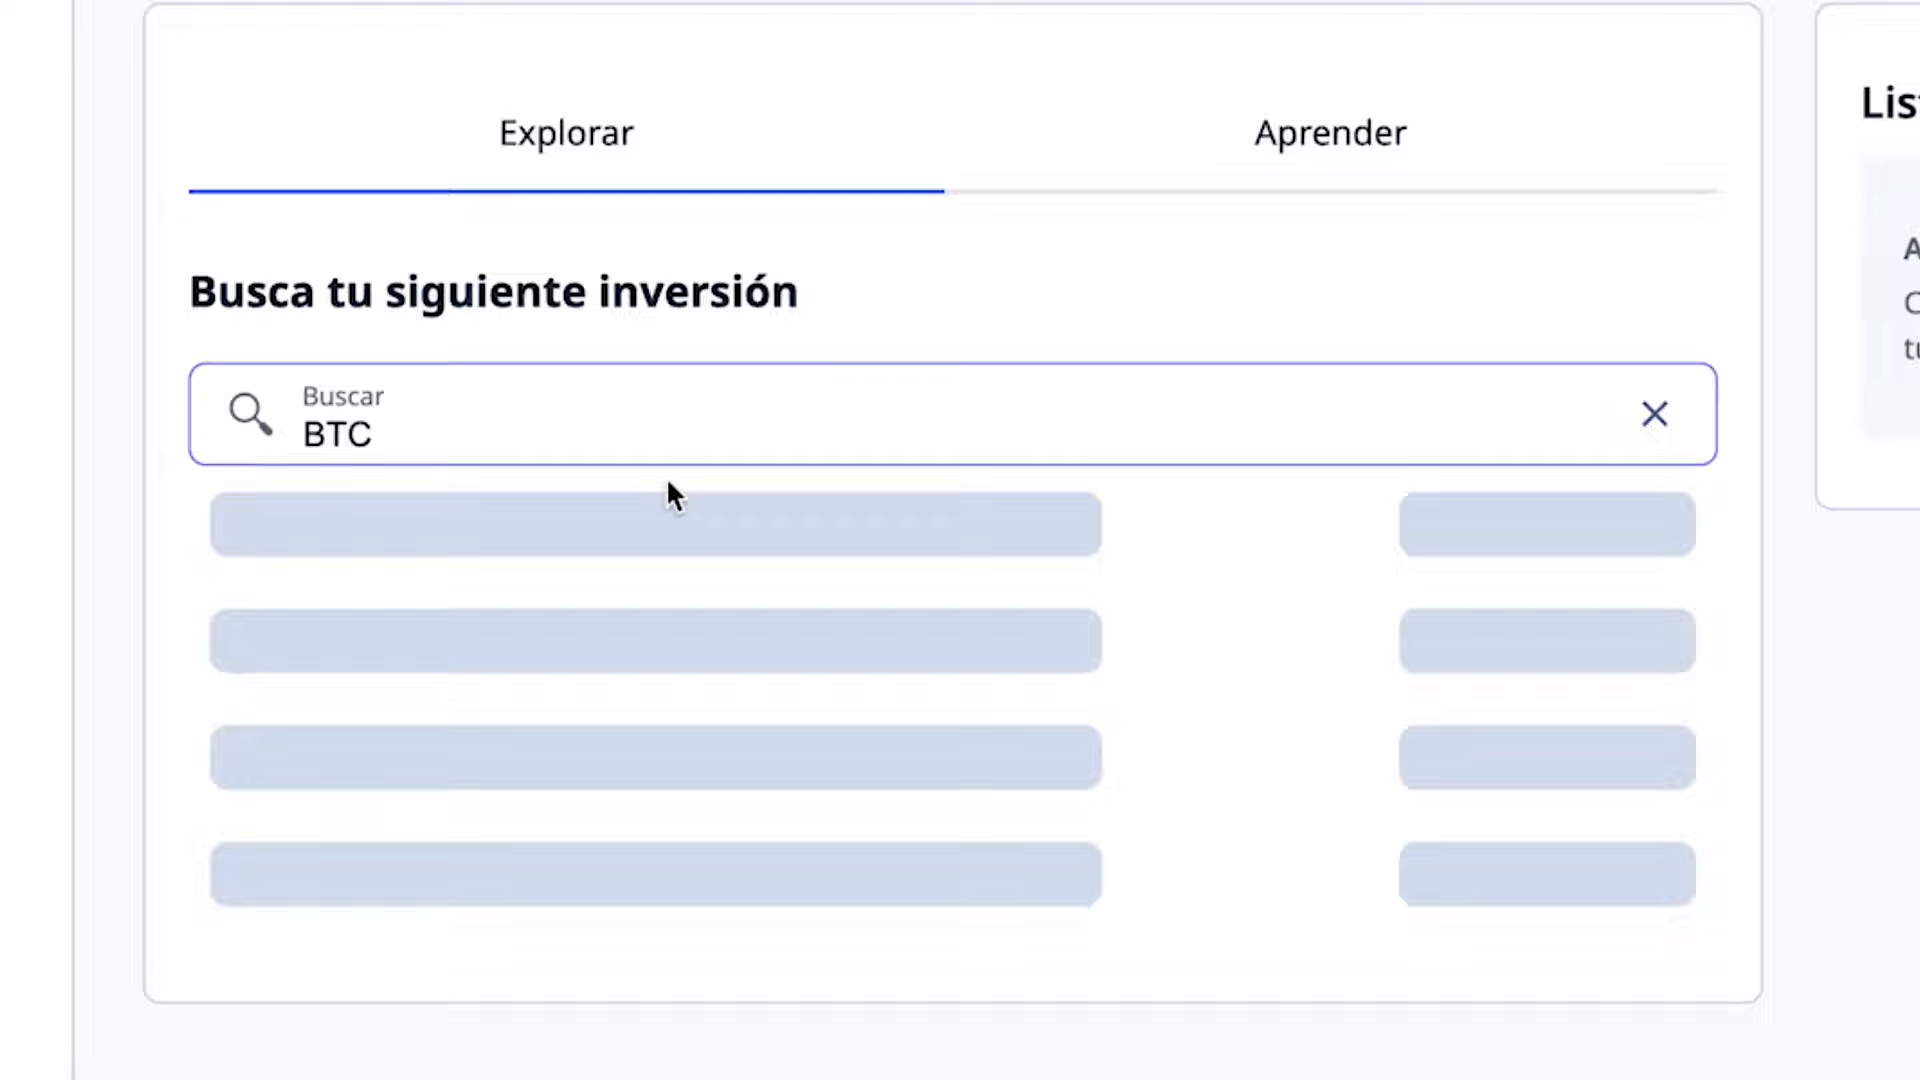 Explorar
Aprender
Busca tu siguiente inversión
Buscar
BTC